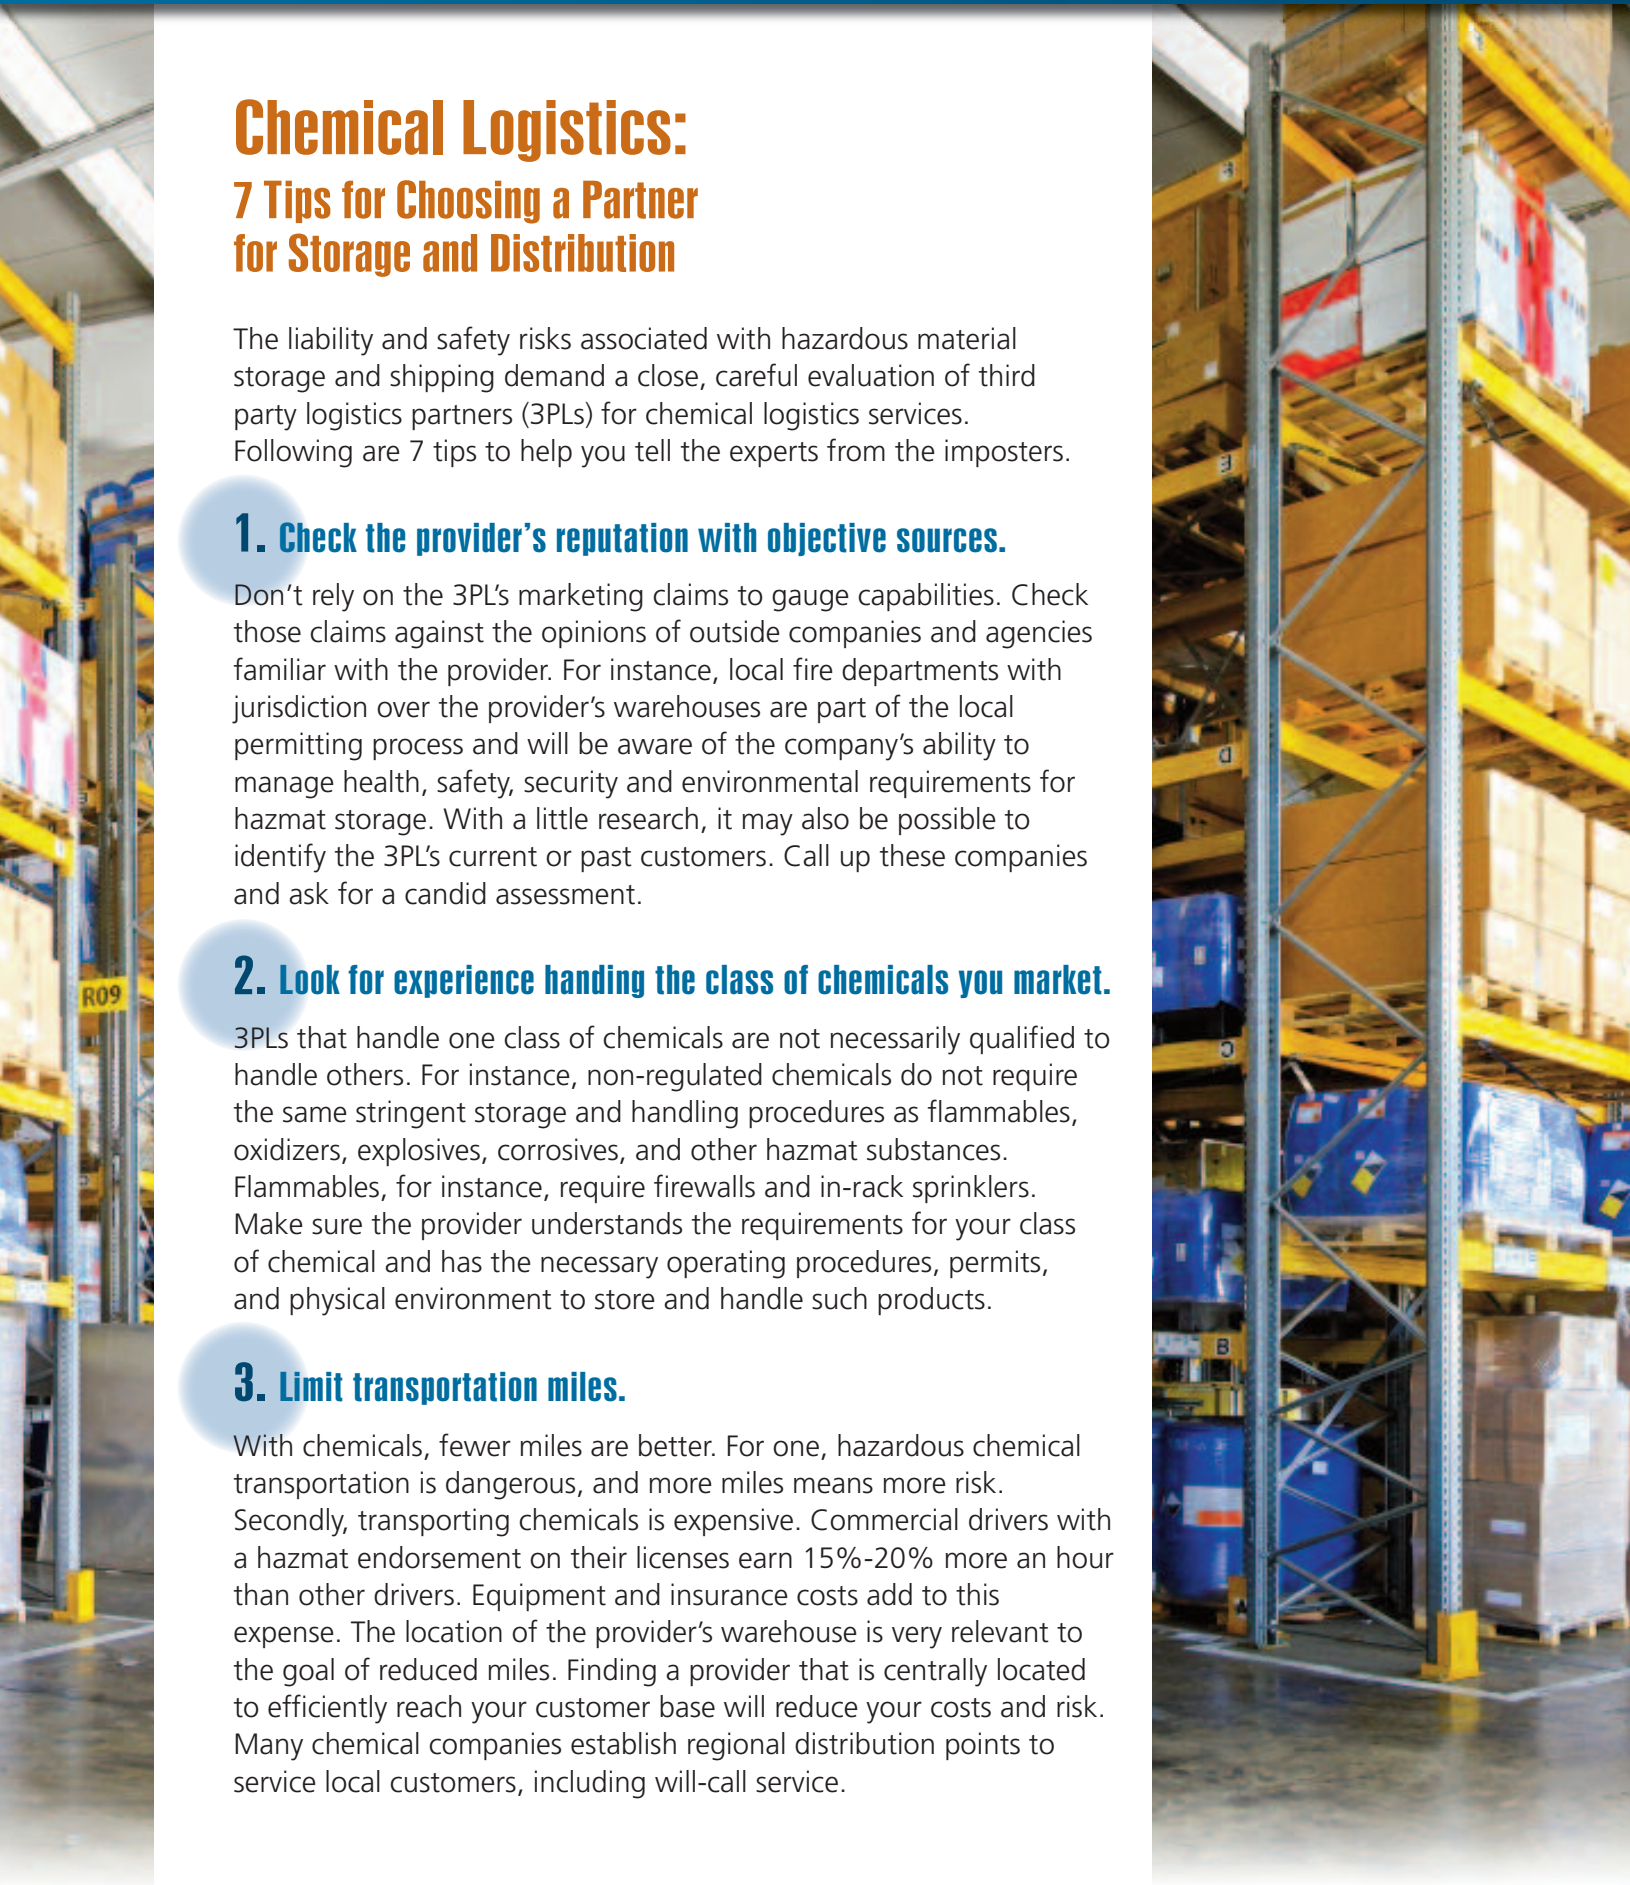 Chemical Logistics:
7 Tips for Choosing a Partner
for Storage and Distribution
The liability and safety risks associated with hazardous material
storage and shipping demand a close, careful evaluation of third
party logistics partners (3PLs) for chemical logistics services.
Following are 7 tips to help you tell the experts from the imposters.
1. Check the provider’s reputation with objective sources.
Don’t rely on the 3PL’s marketing claims to gauge capabilities. Check
those claims against the opinions of outside companies and agencies
familiar with the provider. For instance, local fire departments with
jurisdiction over the provider’s warehouses are part of the local
permitting process and will be aware of the company’s ability to
manage health, safety, security and environmental requirements for
hazmat storage. With a little research, it may also be possible to
identify the 3PL’s current or past customers. Call up these companies
and ask for a candid assessment.
2. Look for experience handing the class of chemicals you market.
3PLs that handle one class of chemicals are not necessarily qualified to
handle others. For instance, non-regulated chemicals do not require
the same stringent storage and handling procedures as flammables,
oxidizers, explosives, corrosives, and other hazmat substances.
Flammables, for instance, require firewalls and in-rack sprinklers.
Make sure the provider understands the requirements for your class
of chemical and has the necessary operating procedures, permits,
and physical environment to store and handle such products.
3. Limit transportation miles.
With chemicals, fewer miles are better. For one, hazardous chemical
transportation is dangerous, and more miles means more risk.
Secondly, transporting chemicals is expensive. Commercial drivers with
a hazmat endorsement on their licenses earn 15%-20% more an hour
than other drivers. Equipment and insurance costs add to this
expense. The location of the provider’s warehouse is very relevant to
the goal of reduced miles. Finding a provider that is centrally located
to efficiently reach your customer base will reduce your costs and risk.
Many chemical companies establish regional distribution points to
service local customers, including will-call service.
R09
F
E
D
C
B